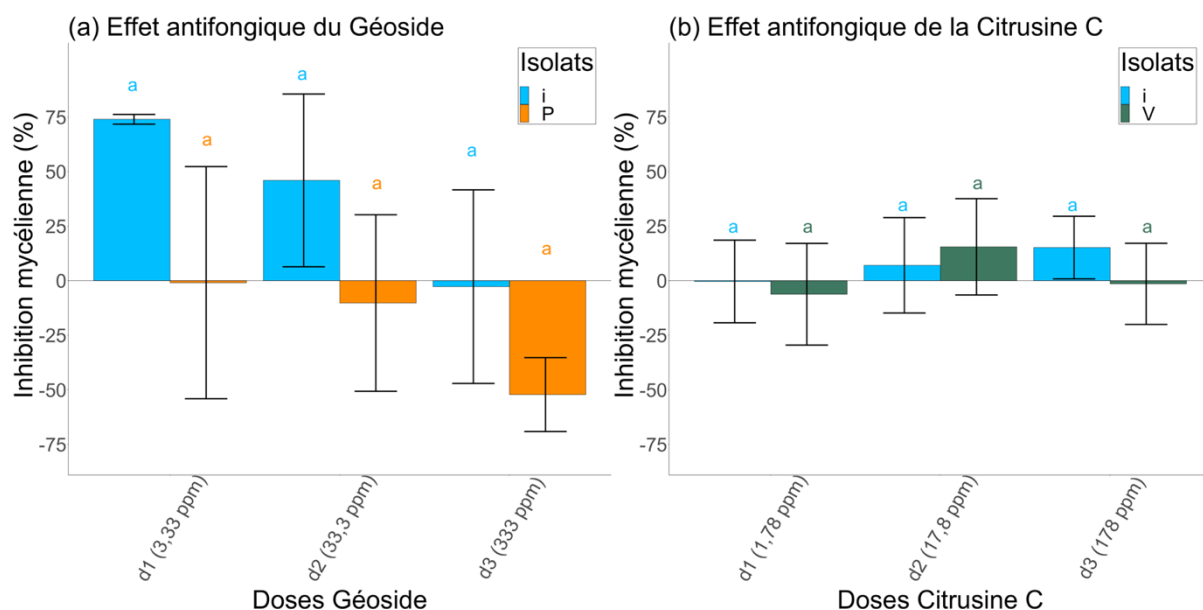 (a) Effet antifongique du Géoside
Isolats
i
P
a
a
a
a
a
a
Inhibition mycélienne (%)
75
50
25
0
-25
-50
-75
d1 (3,33 ppm)
d2 (33,3 ppm)
d3 (333 ppm)
Doses Géoside
(b) Effet antifongique de la Citrusine C
Isolats
i
V
a
a
a
a
a
a
Inhibition mycélienne (%)
75
50
25
0
-25
-50
-75
d1 (1,78 ppm)
d2 (17,8 ppm)
d3 (178 ppm)
Doses Citrusine C